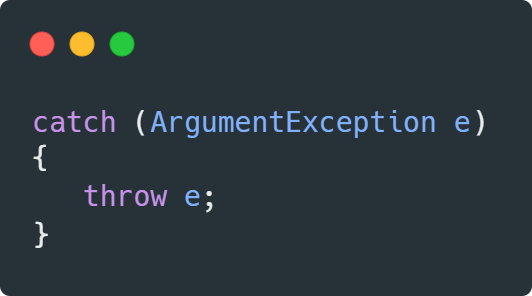 catch (ArgumentException e)
{
   throw e;
}